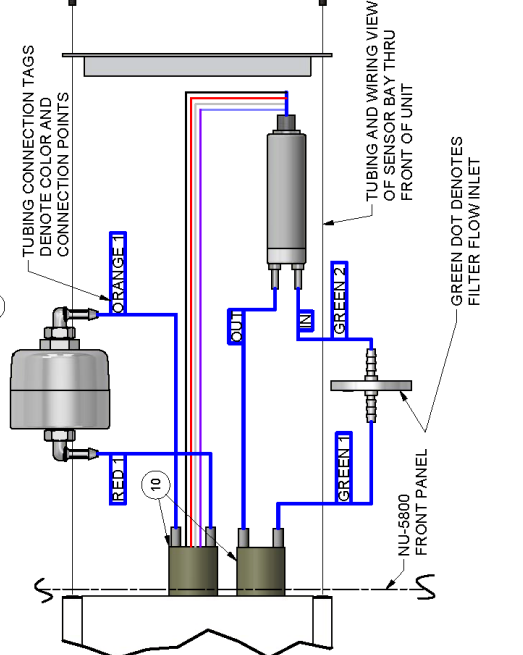 TUBING CONNECTION TAGS
DENOTE COLOR AND
CONNECTION POINTS
TUBING AND WIRING VIEW
OF SENSOR BAY THRU
FRONT OF UNIT
GREEN DOT DENOTES
FILTER FLOW INLET
ORANGE 1
OUT
IN
GREEN 2
RED 1
10
GREEN 1
NU-5800
FRONT PANEL